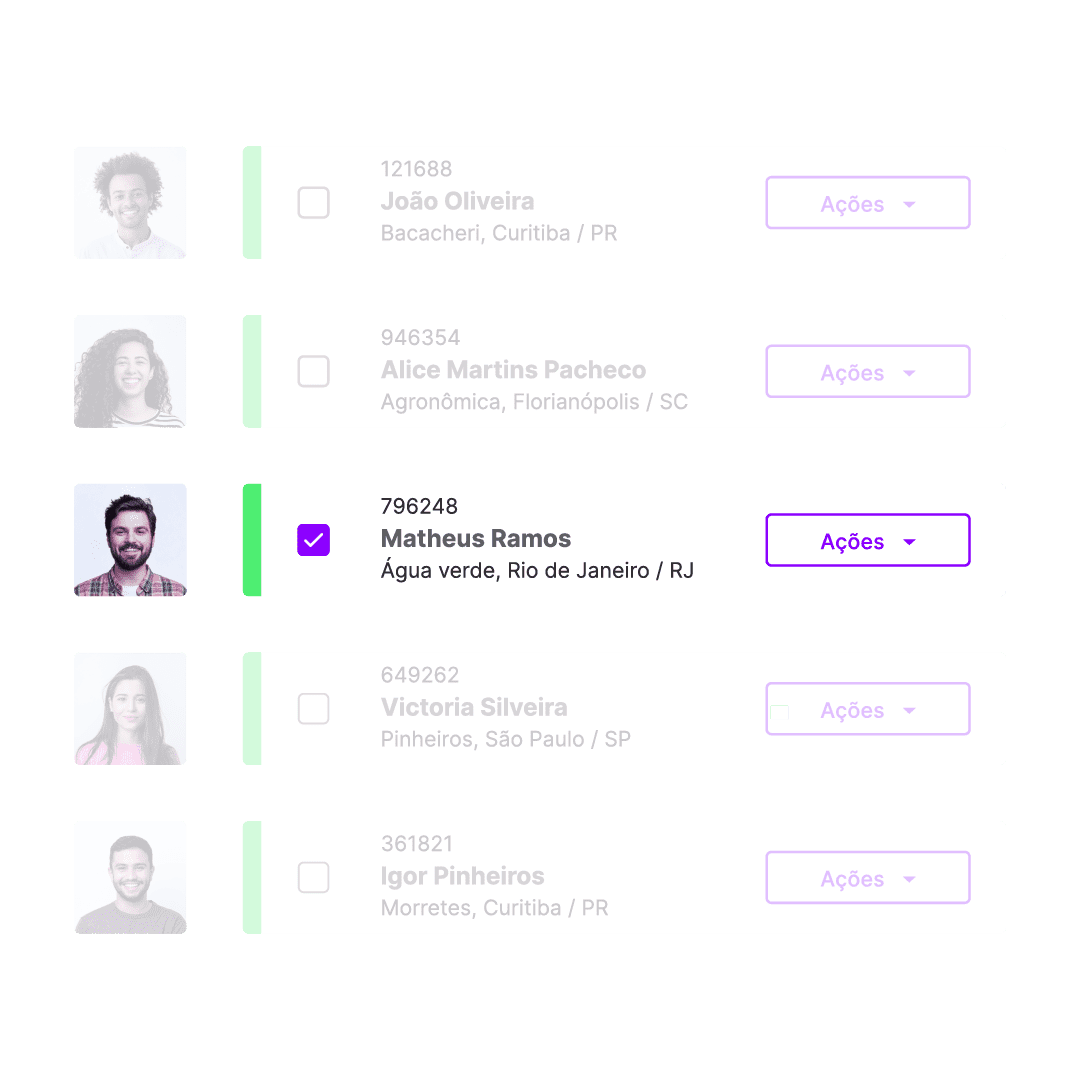 121688
João Oliveira
Bacacheri, Curitiba / PR
Ações
946354
Alice Martins Pacheco
Agronômica, Florianópolis / SC
Ações
796248
Matheus Ramos
Água verde, Rio de Janeiro / RJ
Ações
649262
Victoria Silveira
Pinheiros, São Paulo / SP
Ações
361821
Igor Pinheiros
Morretes, Curitiba / PR
Ações